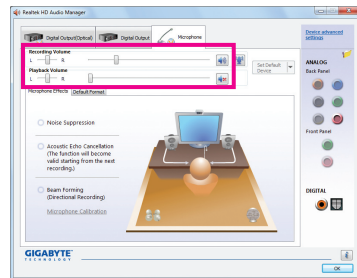 Realtek HD Audio Manager
Digital Output(Optical)
Digital Output
Microphone
Device advanced
settings
Recording Volume
L
R
Set Default
Device
ANALOG
Back Panel
Playback Volume
L
R
Microphone Effects
Default Format
Noise Suppression
Acoustic Echo Cancellation
(The function will become
valid starting from the next
recording.)
Front Panel
Beam Forming
(Directional Recording)
DIGITAL
Microphone Calibration
GIGABYTE™
TECHNOLOGY
i
OK